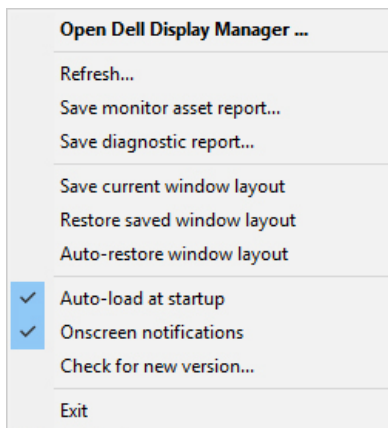 Open Dell Display Manager ...
Refresh...
Save monitor asset report...
Save diagnostic report...
Save current window layout
Restore saved window layout
Auto-restore window layout
Auto-load at startup
Onscreen notifications
Check for new version...
Exit